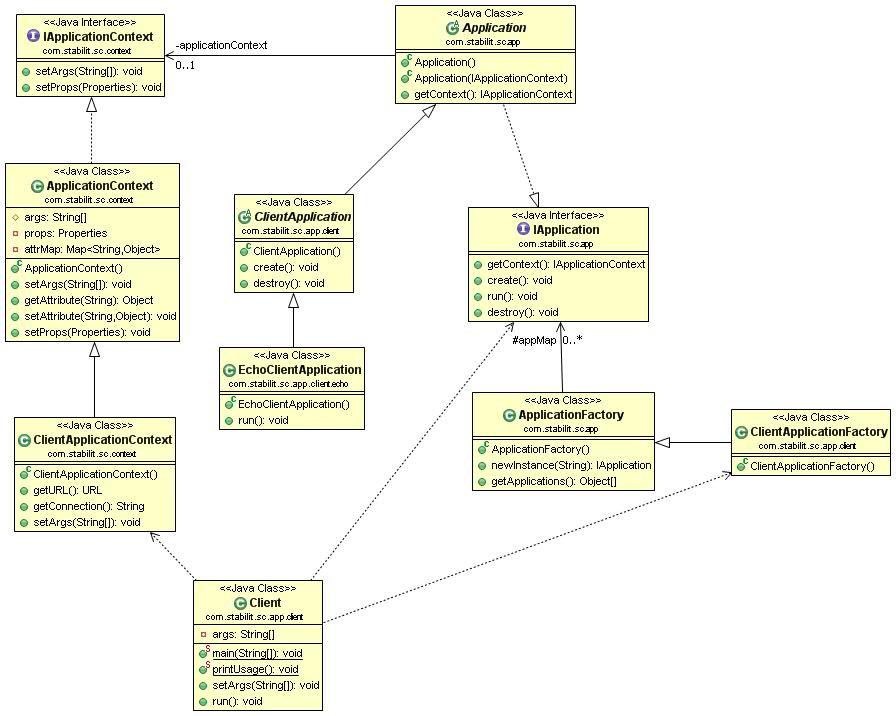 <<Java Interface>>
IApplicationContext
com.stabilit.sc.context
setArgs(String[]): void
setProps(Properties): void
-applicationContext
0..1
<<Java Class>>
Application
com.stabilit.sc.app
Application()
Application(IApplicationContext)
getContext(): IApplicationContext
<<Java Class>>
ApplicationContext
com.stabilit.sc.context
args: String[]
props: Properties
attrMap: Map<String,Object>
ApplicationContext()
setArgs(String[]): void
getAttribute(String): Object
setAttribute(String,Object): void
setProps(Properties): void
<<Java Class>>
ClientApplication
com.stabilit.sc.app.client
ClientApplication()
create(): void
destroy(): void
<<Java Interface>>
IApplication
com.stabilit.sc.app
getContext(): IApplicationContext
create(): void
run(): void
destroy(): void
#appMap 0..*
<<Java Class>>
EchoClientApplication
com.stabilit.sc.app.client.echo
EchoClientApplication()
run(): void
<<Java Class>>
ApplicationFactory
com.stabilit.sc.app
ApplicationFactory()
newInstance(String): IApplication
getApplications(): Object[]
<<Java Class>>
ClientApplicationFactory
com.stabilit.sc.app.client
ClientApplicationFactory()
<<Java Class>>
ClientApplicationContext
com.stabilit.sc.context
ClientApplicationContext()
getURL(): URL
getConnection(): String
setArgs(String[]): void
<<Java Class>>
Client
com.stabilit.sc.app.client
args: String[]
main(String[]): void
printUsage(): void
setArgs(String[]): void
run(): void